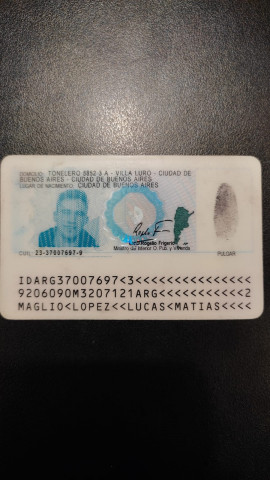 DOMICILIO: TONELERO 5852 3 A - VILLA LURO - CIUDAD DE
BUENOS AIRES - CIUDAD DE BUENOS AIRES
LUGAR DE NACIMIENTO: CIUDAD DE BUENOS AIRES
Lic. Rogelio Frigerio
Ministro del Interior O. Púb. y Vivienda
CUIL: 23-37007697-9
PULGAR
IDARG37007697<3<<<<<<<<<<<<<<<
9206090M3207121ARG<<<<<<<<<<<2
MAGLIO<LOPEZ<<LUCAS<MATIAS<<<<